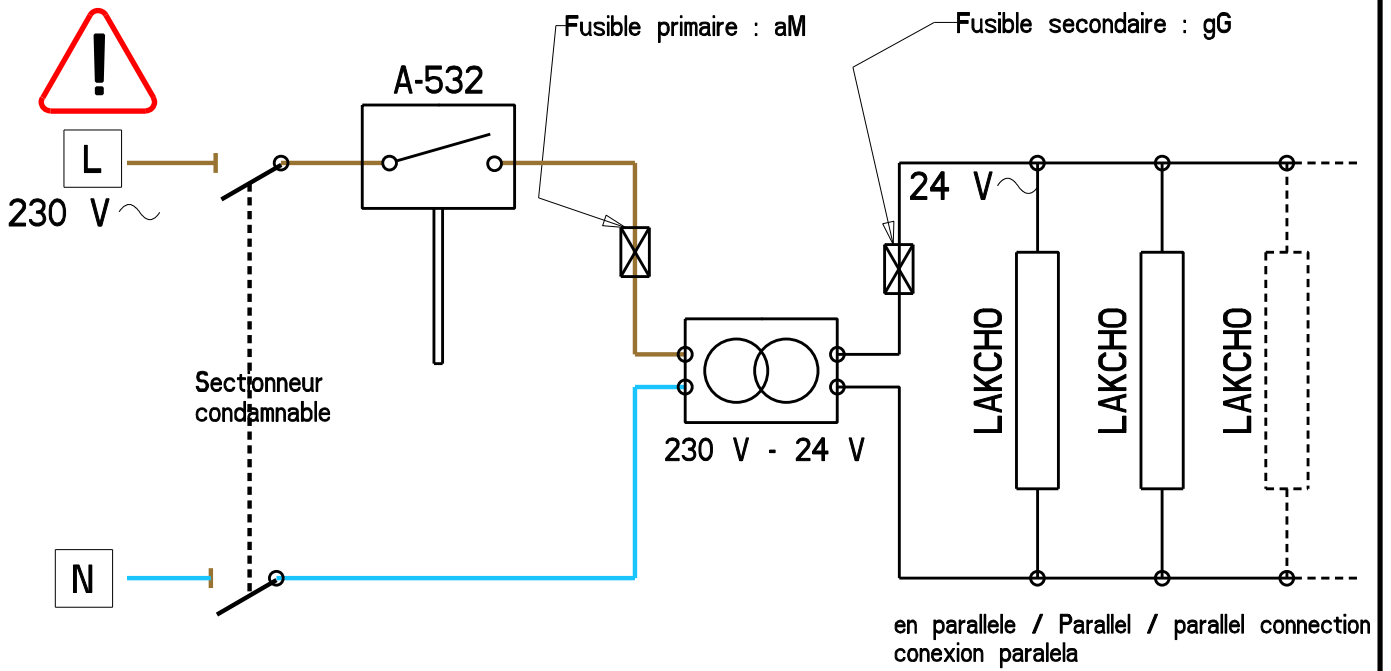 !
Fusible primaire : aM
Fusible secondaire : gG
A-532
L
230 V ~
24 V ~
Sectionneur
condamnable
230 V - 24 V
LAKCHO
LAKCHO
LAKCHO
N
en parallele / Parallel / parallel connection
conexion paralela